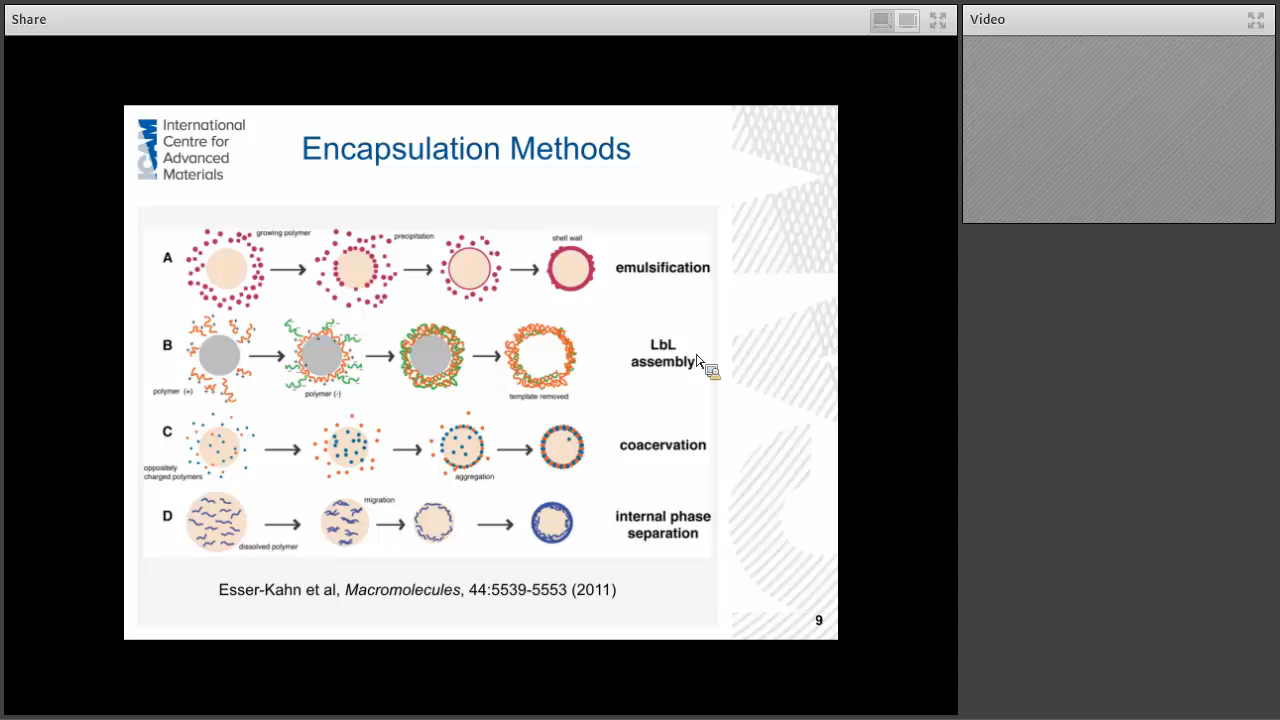 Share
Video
ICAM
International
Centre for
Advanced
Materials
Encapsulation Methods
A
growing polymer
precipitation
shell wall
emulsification
B
polymer (+)
polymer (-)
template removed
LbL
assembly
C
oppositely
charged polymers
aggregation
coacervation
D
dissolved polymer
migration
internal phase
separation
Esser-Kahn et al, Macromolecules, 44:5539-5553 (2011)
9